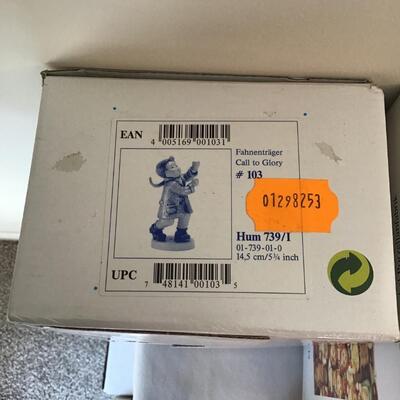 EAN
4 005169 001031
Fahnenträger
Call to Glory
# 103
01298253
Hum 739/I
01-739-01-0
14,5 cm/5¾ inch
UPC
7 48141 00103 5